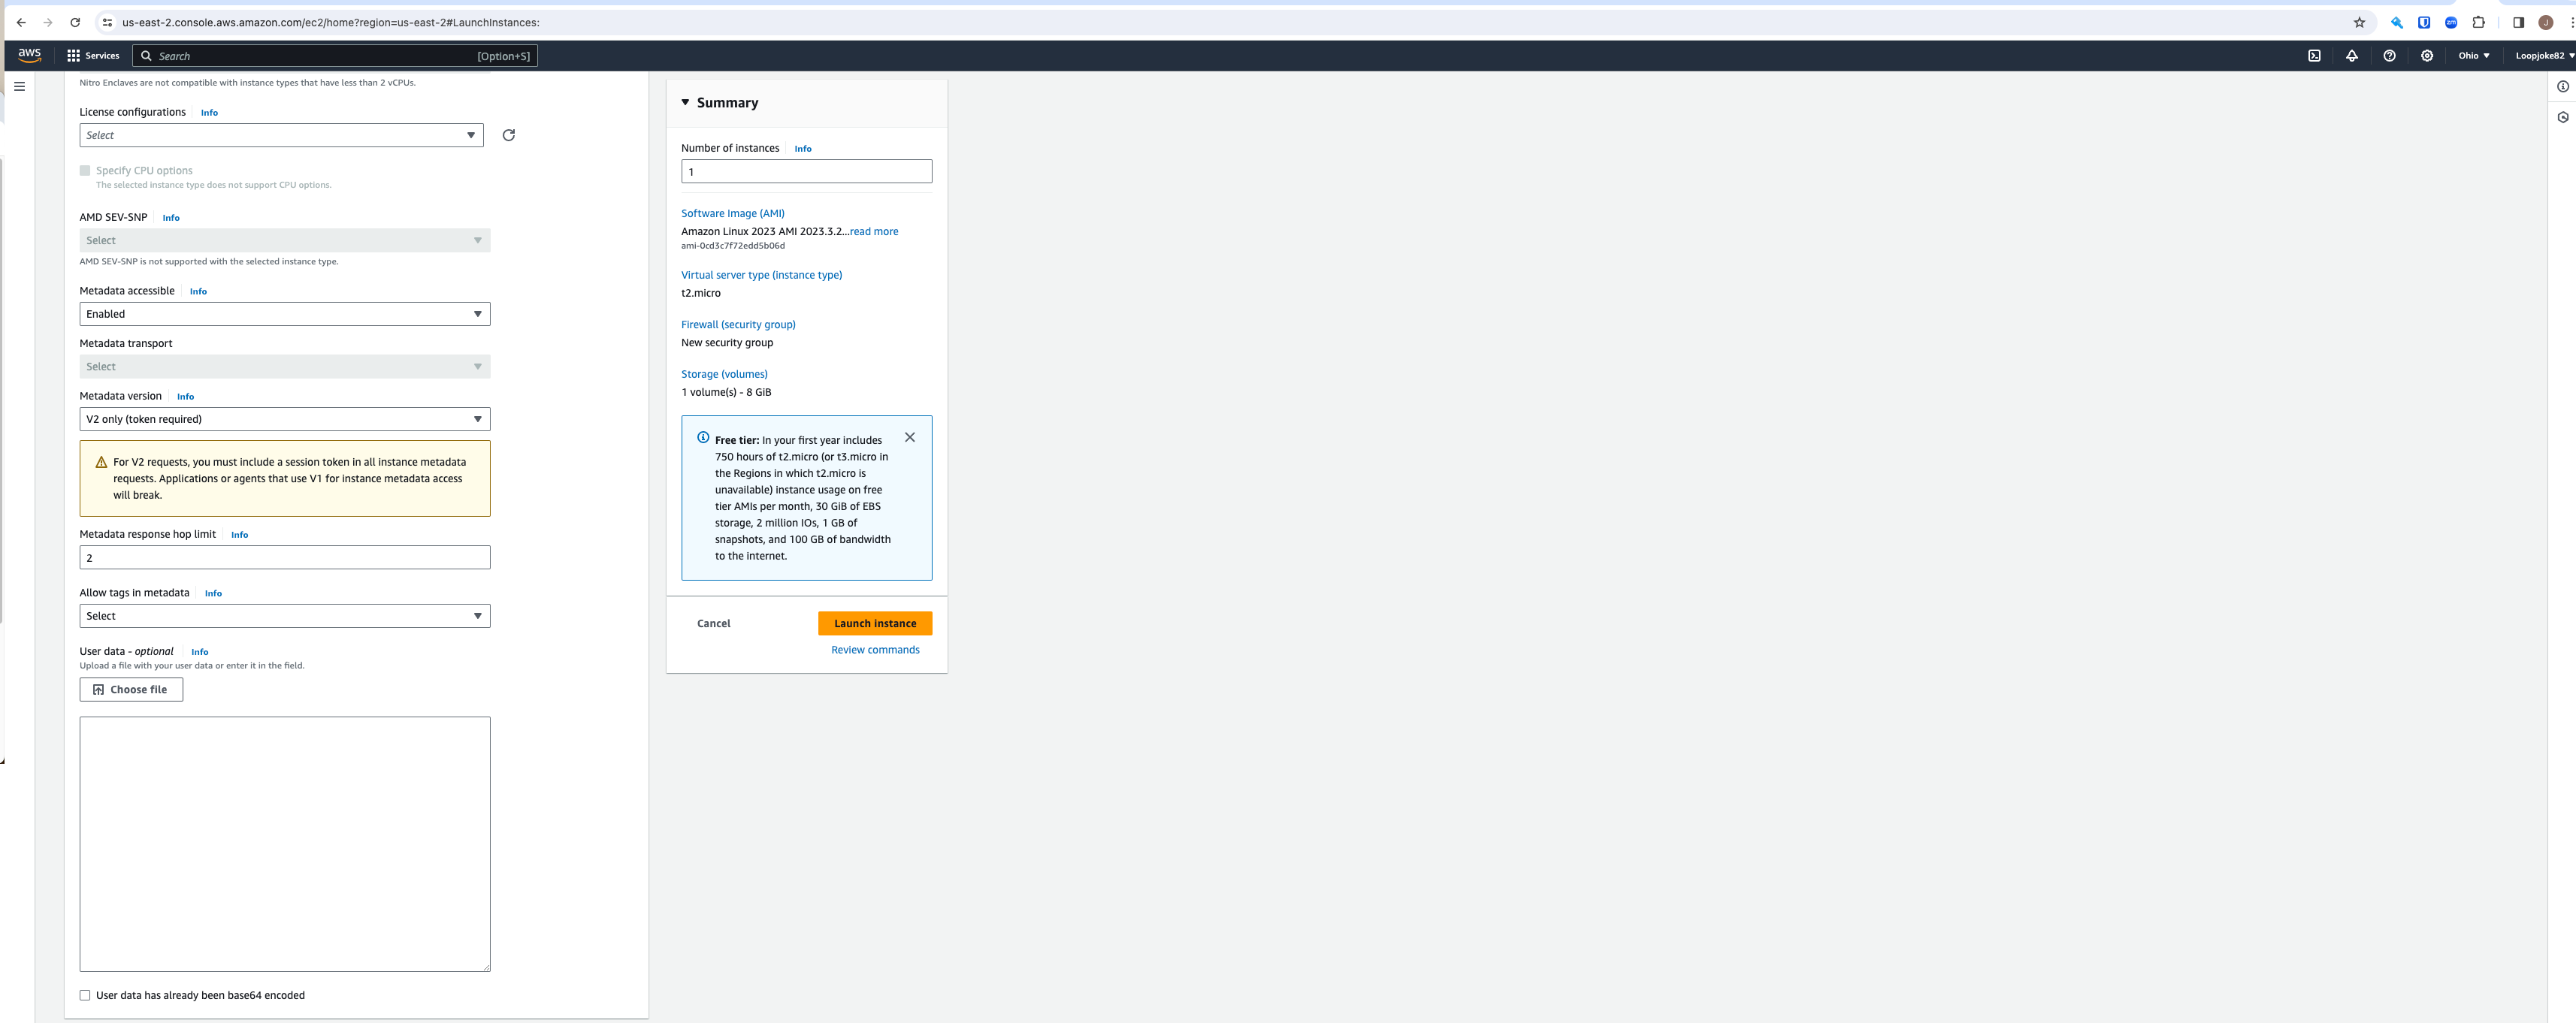 us-east-2.console.aws.amazon.com/ec2/home?region=us-east-2#LaunchInstances:
zm
J
aws
Services
Search
[Option+S]
Ohio
Loopjoke82
Nitro Enclaves are not compatible with instance types that have less than 2 vCPUs.
License configurations Info
Select
Specify CPU options
The selected instance type does not support CPU options.
AMD SEV-SNP Info
Select
AMD SEV-SNP is not supported with the selected instance type.
Metadata accessible Info
Enabled
Metadata transport
Select
Metadata version Info
V2 only (token required)
For V2 requests, you must include a session token in all instance metadata
requests. Applications or agents that use V1 for instance metadata access
will break.
Metadata response hop limit Info
2
Allow tags in metadata Info
Select
User data - optional Info
Upload a file with your user data or enter it in the field.
Choose file
User data has already been base64 encoded
Summary
Number of instances Info
1
Software Image (AMI)
Amazon Linux 2023 AMI 2023.3.2...read more
ami-0cd3c7f72edd5b06d
Virtual server type (instance type)
t2.micro
Firewall (security group)
New security group
Storage (volumes)
1 volume(s) - 8 GiB
Free tier: In your first year includes
750 hours of t2.micro (or t3.micro in
the Regions in which t2.micro is
unavailable) instance usage on free
tier AMIs per month, 30 GiB of EBS
storage, 2 million IOs, 1 GB of
snapshots, and 100 GB of bandwidth
to the internet.
Cancel
Launch instance
Review commands